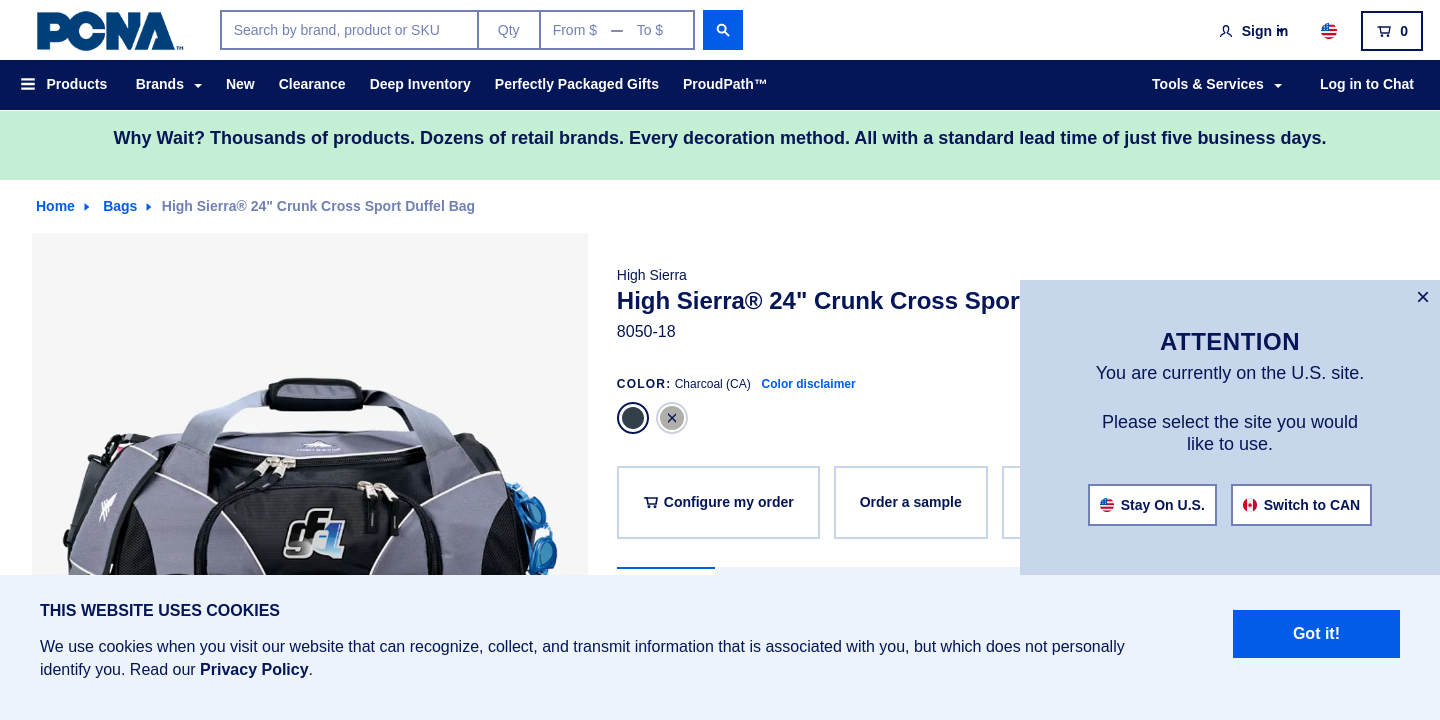 PCNA™
Search by brand, product or SKU
Qty
From $ — To $
Sign in
0
Products
Brands
New
Clearance
Deep Inventory
Perfectly Packaged Gifts
ProudPath™
Tools & Services
Log in to Chat
Why Wait? Thousands of products. Dozens of retail brands. Every decoration method. All with a standard lead time of just five business days.
Home
Bags
High Sierra® 24" Crunk Cross Sport Duffel Bag
High Sierra
High Sierra® 24" Crunk Cross Spor
8050-18
COLOR: Charcoal (CA) Color disclaimer
Configure my order
Order a sample
ATTENTION
You are currently on the U.S. site.
Please select the site you would
like to use.
Stay On U.S.
Switch to CAN
THIS WEBSITE USES COOKIES
We use cookies when you visit our website that can recognize, collect, and transmit information that is associated with you, but which does not personally
identify you. Read our Privacy Policy.
Got it!